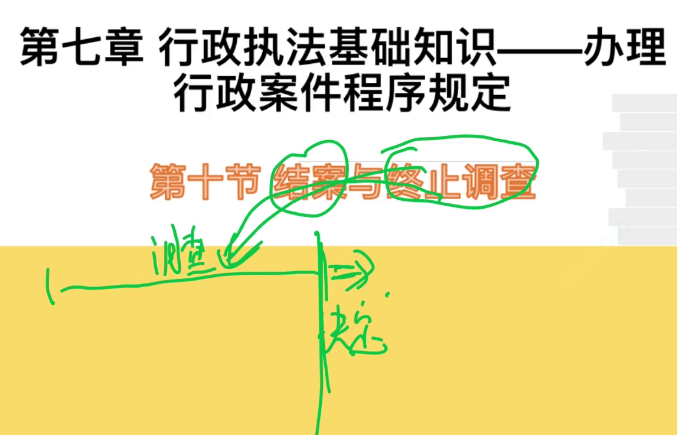 第七章 行政执法基础知识——办理
行政案件程序规定
第十节 结案与终止调查
调查
决定